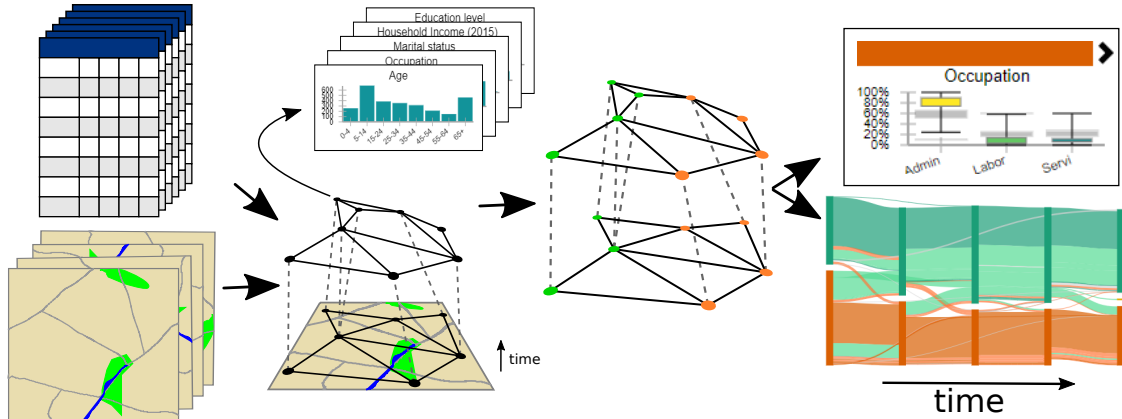 Education level
Household Income (2015)
Marital status
Occupation
Age
600
500
400
300
200
100
0
0-4
5-14
15-24
25-34
35-44
45-54
55-64
65+
time
Occupation
100%
80%
60%
40%
20%
0%
Admin
Labor
Servi
time